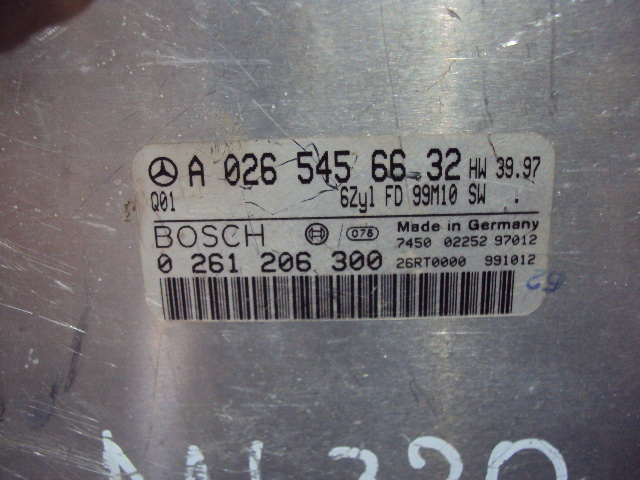 A 026 545 66 32 HW 39.97
Q01 6Zyl FD 99M10 SW .
BOSCH 078 Made in Germany
7450 02252 97012
0 261 206 300 26RT0000 991012
62